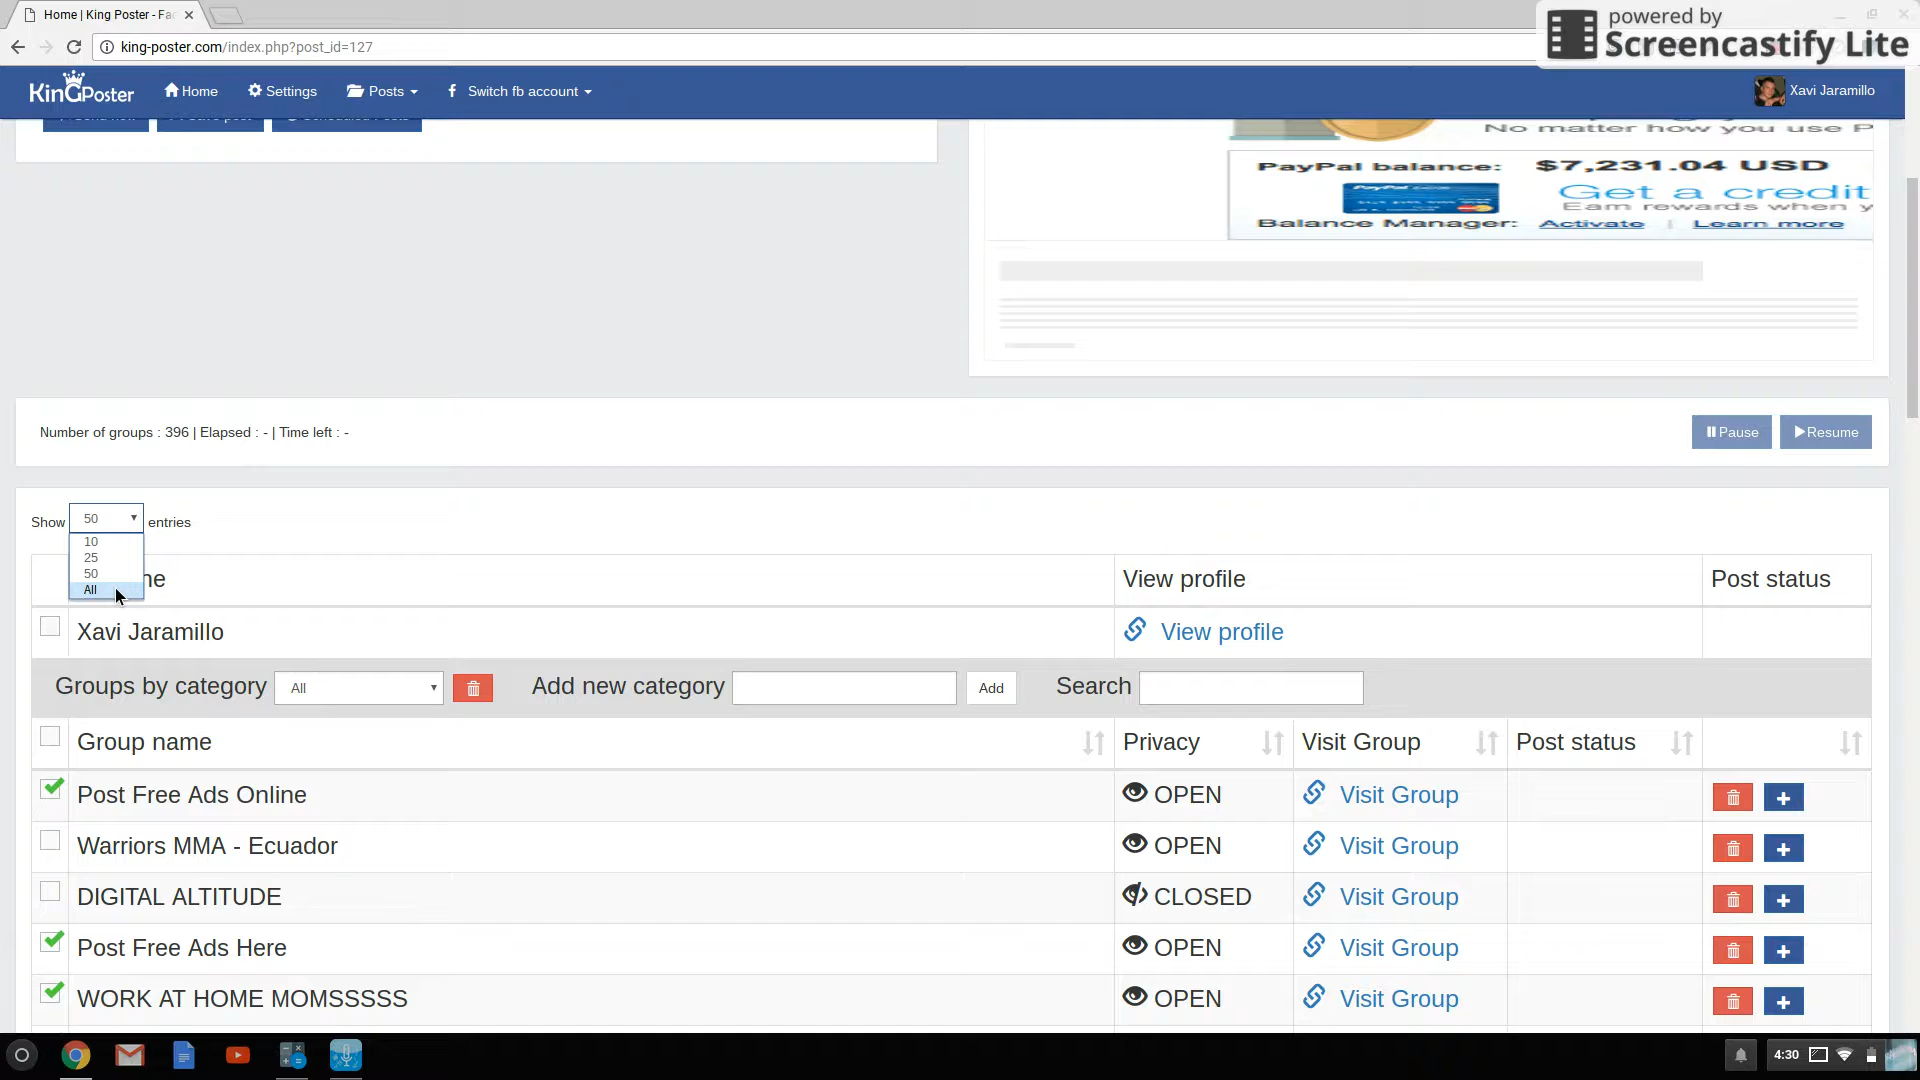 Home | King Poster - Fa
powered by
Screencastify Lite
king-poster.com/index.php?post_id=127
KinGPoster
Home
Settings
Posts
Switch fb account
Xavi Jaramillo
No matter how you use P
PayPal balance: $7,231.04 USD
PayPal
Get a credit
Earn rewards when y
Balance Manager: Activate | Learn more
Number of groups : 396 | Elapsed : - | Time left : -
Pause
Resume
Show 50 entries
10
25
50
All
ne
View profile
Post status
Xavi Jaramillo
View profile
Groups by category All
Add new category
Add
Search
Group name
Privacy
Visit Group
Post status
Post Free Ads Online OPEN Visit Group
Warriors MMA - Ecuador OPEN Visit Group
DIGITAL ALTITUDE CLOSED Visit Group
Post Free Ads Here OPEN Visit Group
WORK AT HOME MOMSSSSS OPEN Visit Group
4:30